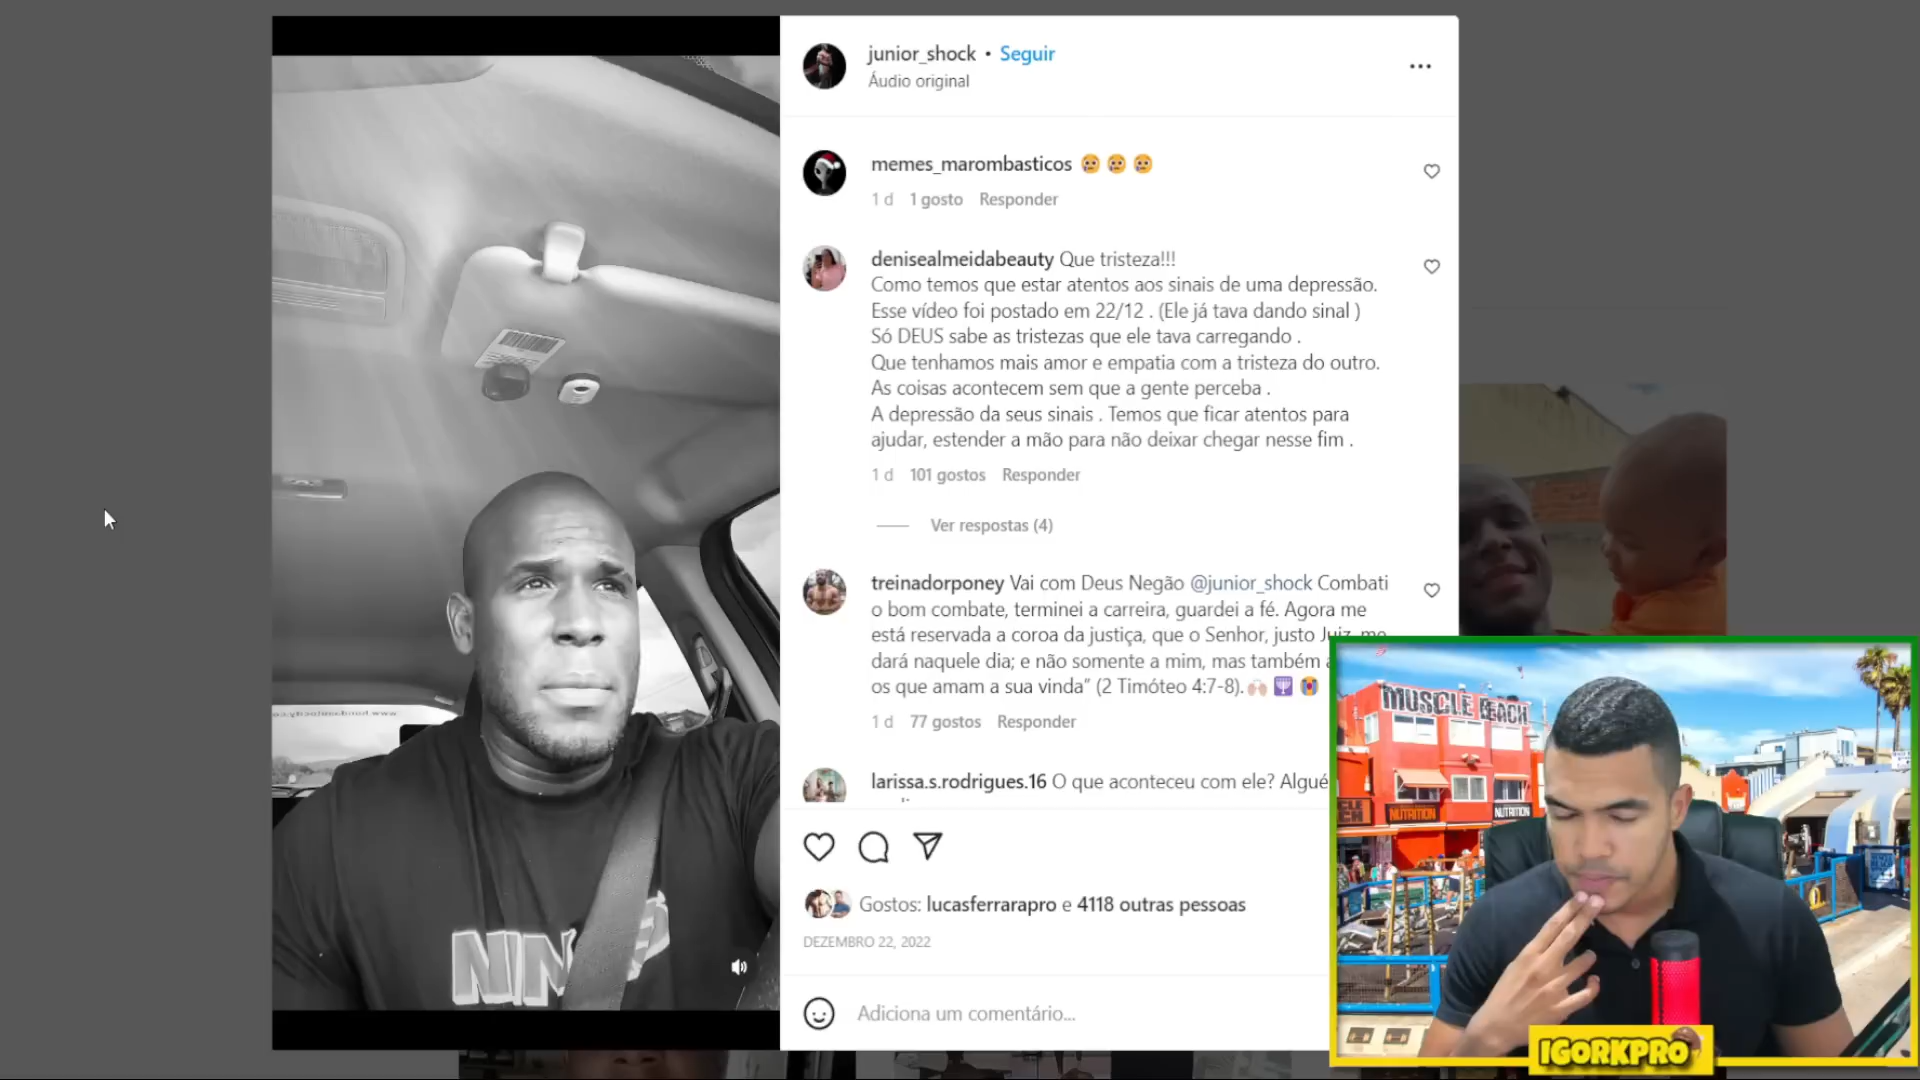 junior_shock • Seguir
Áudio original
memes_marombasticos 😢 😢 😢
1 d 1 gosto Responder
denisealmeidabeauty Que tristeza!!!
Como temos que estar atentos aos sinais de uma depressão.
Esse vídeo foi postado em 22/12 . (Ele já tava dando sinal )
Só DEUS sabe as tristezas que ele tava carregando .
Que tenhamos mais amor e empatia com a tristeza do outro.
As coisas acontecem sem que a gente perceba .
A depressão da seus sinais . Temos que ficar atentos para
ajudar, estender a mão para não deixar chegar nesse fim .
1 d 101 gostos Responder
Ver respostas (4)
treinadorponey Vai com Deus Negão @junior_shock Combati
o bom combate, terminei a carreira, guardei a fé. Agora me
está reservada a coroa da justiça, que o Senhor, justo Juiz, me
dará naquele dia; e não somente a mim, mas também
os que amam a sua vinda” (2 Timóteo 4:7-8).🙌🏻 🕎 😭
1 d 77 gostos Responder
larissa.s.rodrigues.16 O que aconteceu com ele? Algué
Gostos: lucasferrarapro e 4118 outras pessoas
DEZEMBRO 22, 2022
Adiciona um comentário...
MUSCLE BEACH
NUTRITION
NUTRITION
IGORKPRO